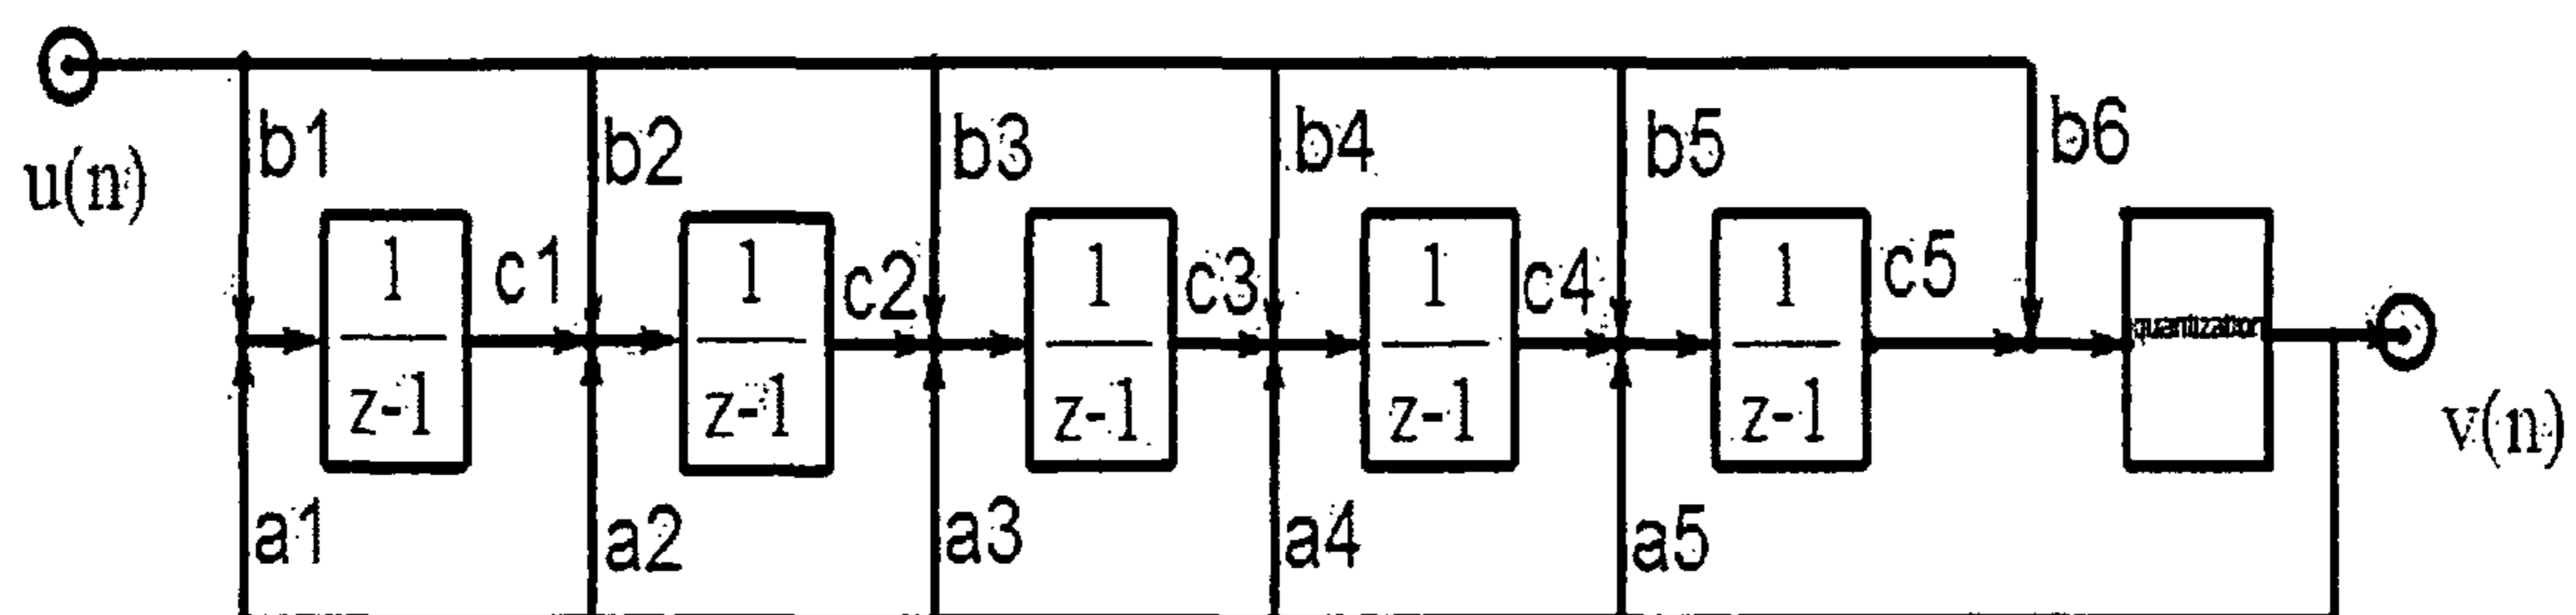 u(n)
b1
b2
b3
b4
b5
b6
c1
c2
c3
c4
c5
1
z-1
1
z-1
1
z-1
1
z-1
1
z-1
quantization
v(n)
a1
a2
a3
a4
a5